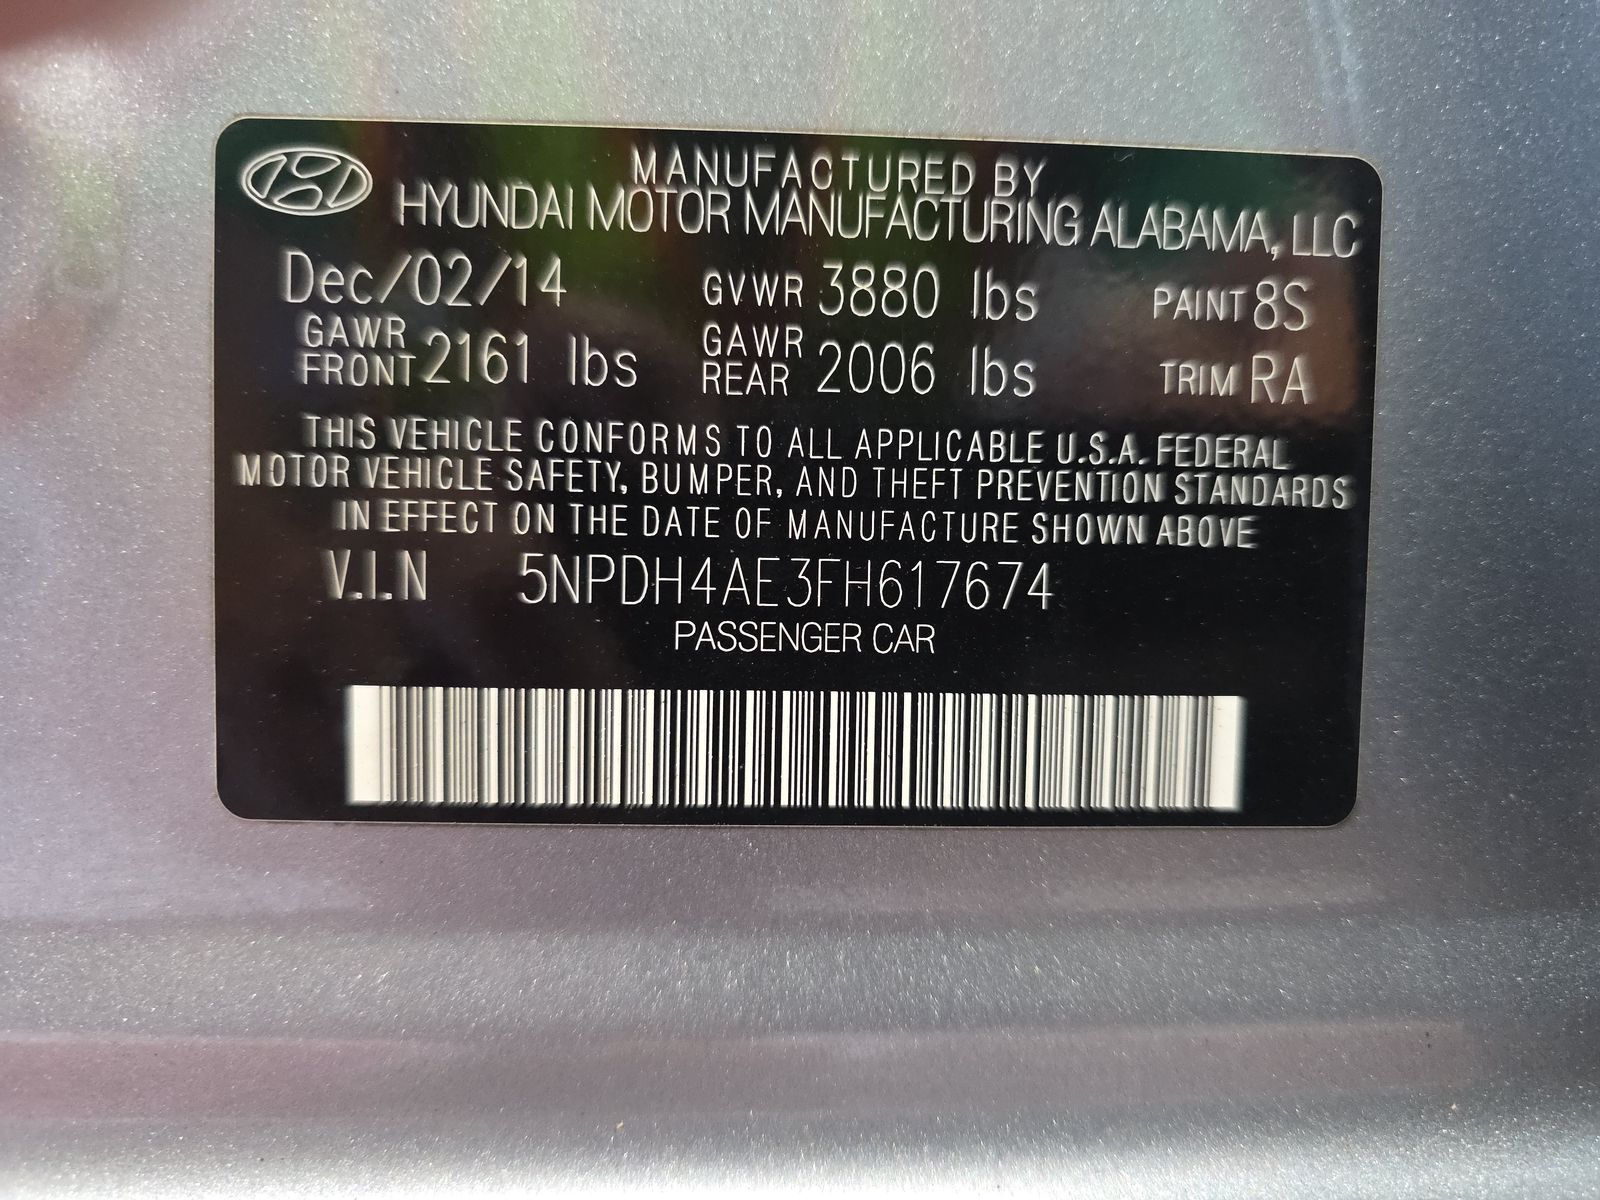 MANUFACTURED BY
HYUNDAI MOTOR MANUFACTURING ALABAMA, LLC
Dec/02/14 GVWR 3880 lbs PAINT 8S
GAWR FRONT 2161 lbs GAWR REAR 2006 lbs TRIM RA
THIS VEHICLE CONFORMS TO ALL APPLICABLE U.S.A. FEDERAL
MOTOR VEHICLE SAFETY, BUMPER, AND THEFT PREVENTION STANDARDS
IN EFFECT ON THE DATE OF MANUFACTURE SHOWN ABOVE
V.I.N 5NPDH4AE3FH617674
PASSENGER CAR